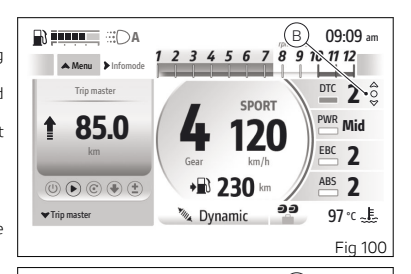 B
A
09:09 am
Menu
Infomode
1 2 3 4 5 6 7 8 9 10 11 12
rpm
Trip master
85.0
km
Trip master
SPORT
4
Gear
120
km/h
230 km
Dynamic
DTC 2
PWR Mid
EBC 2
ABS 2
97 °C
Fig 100